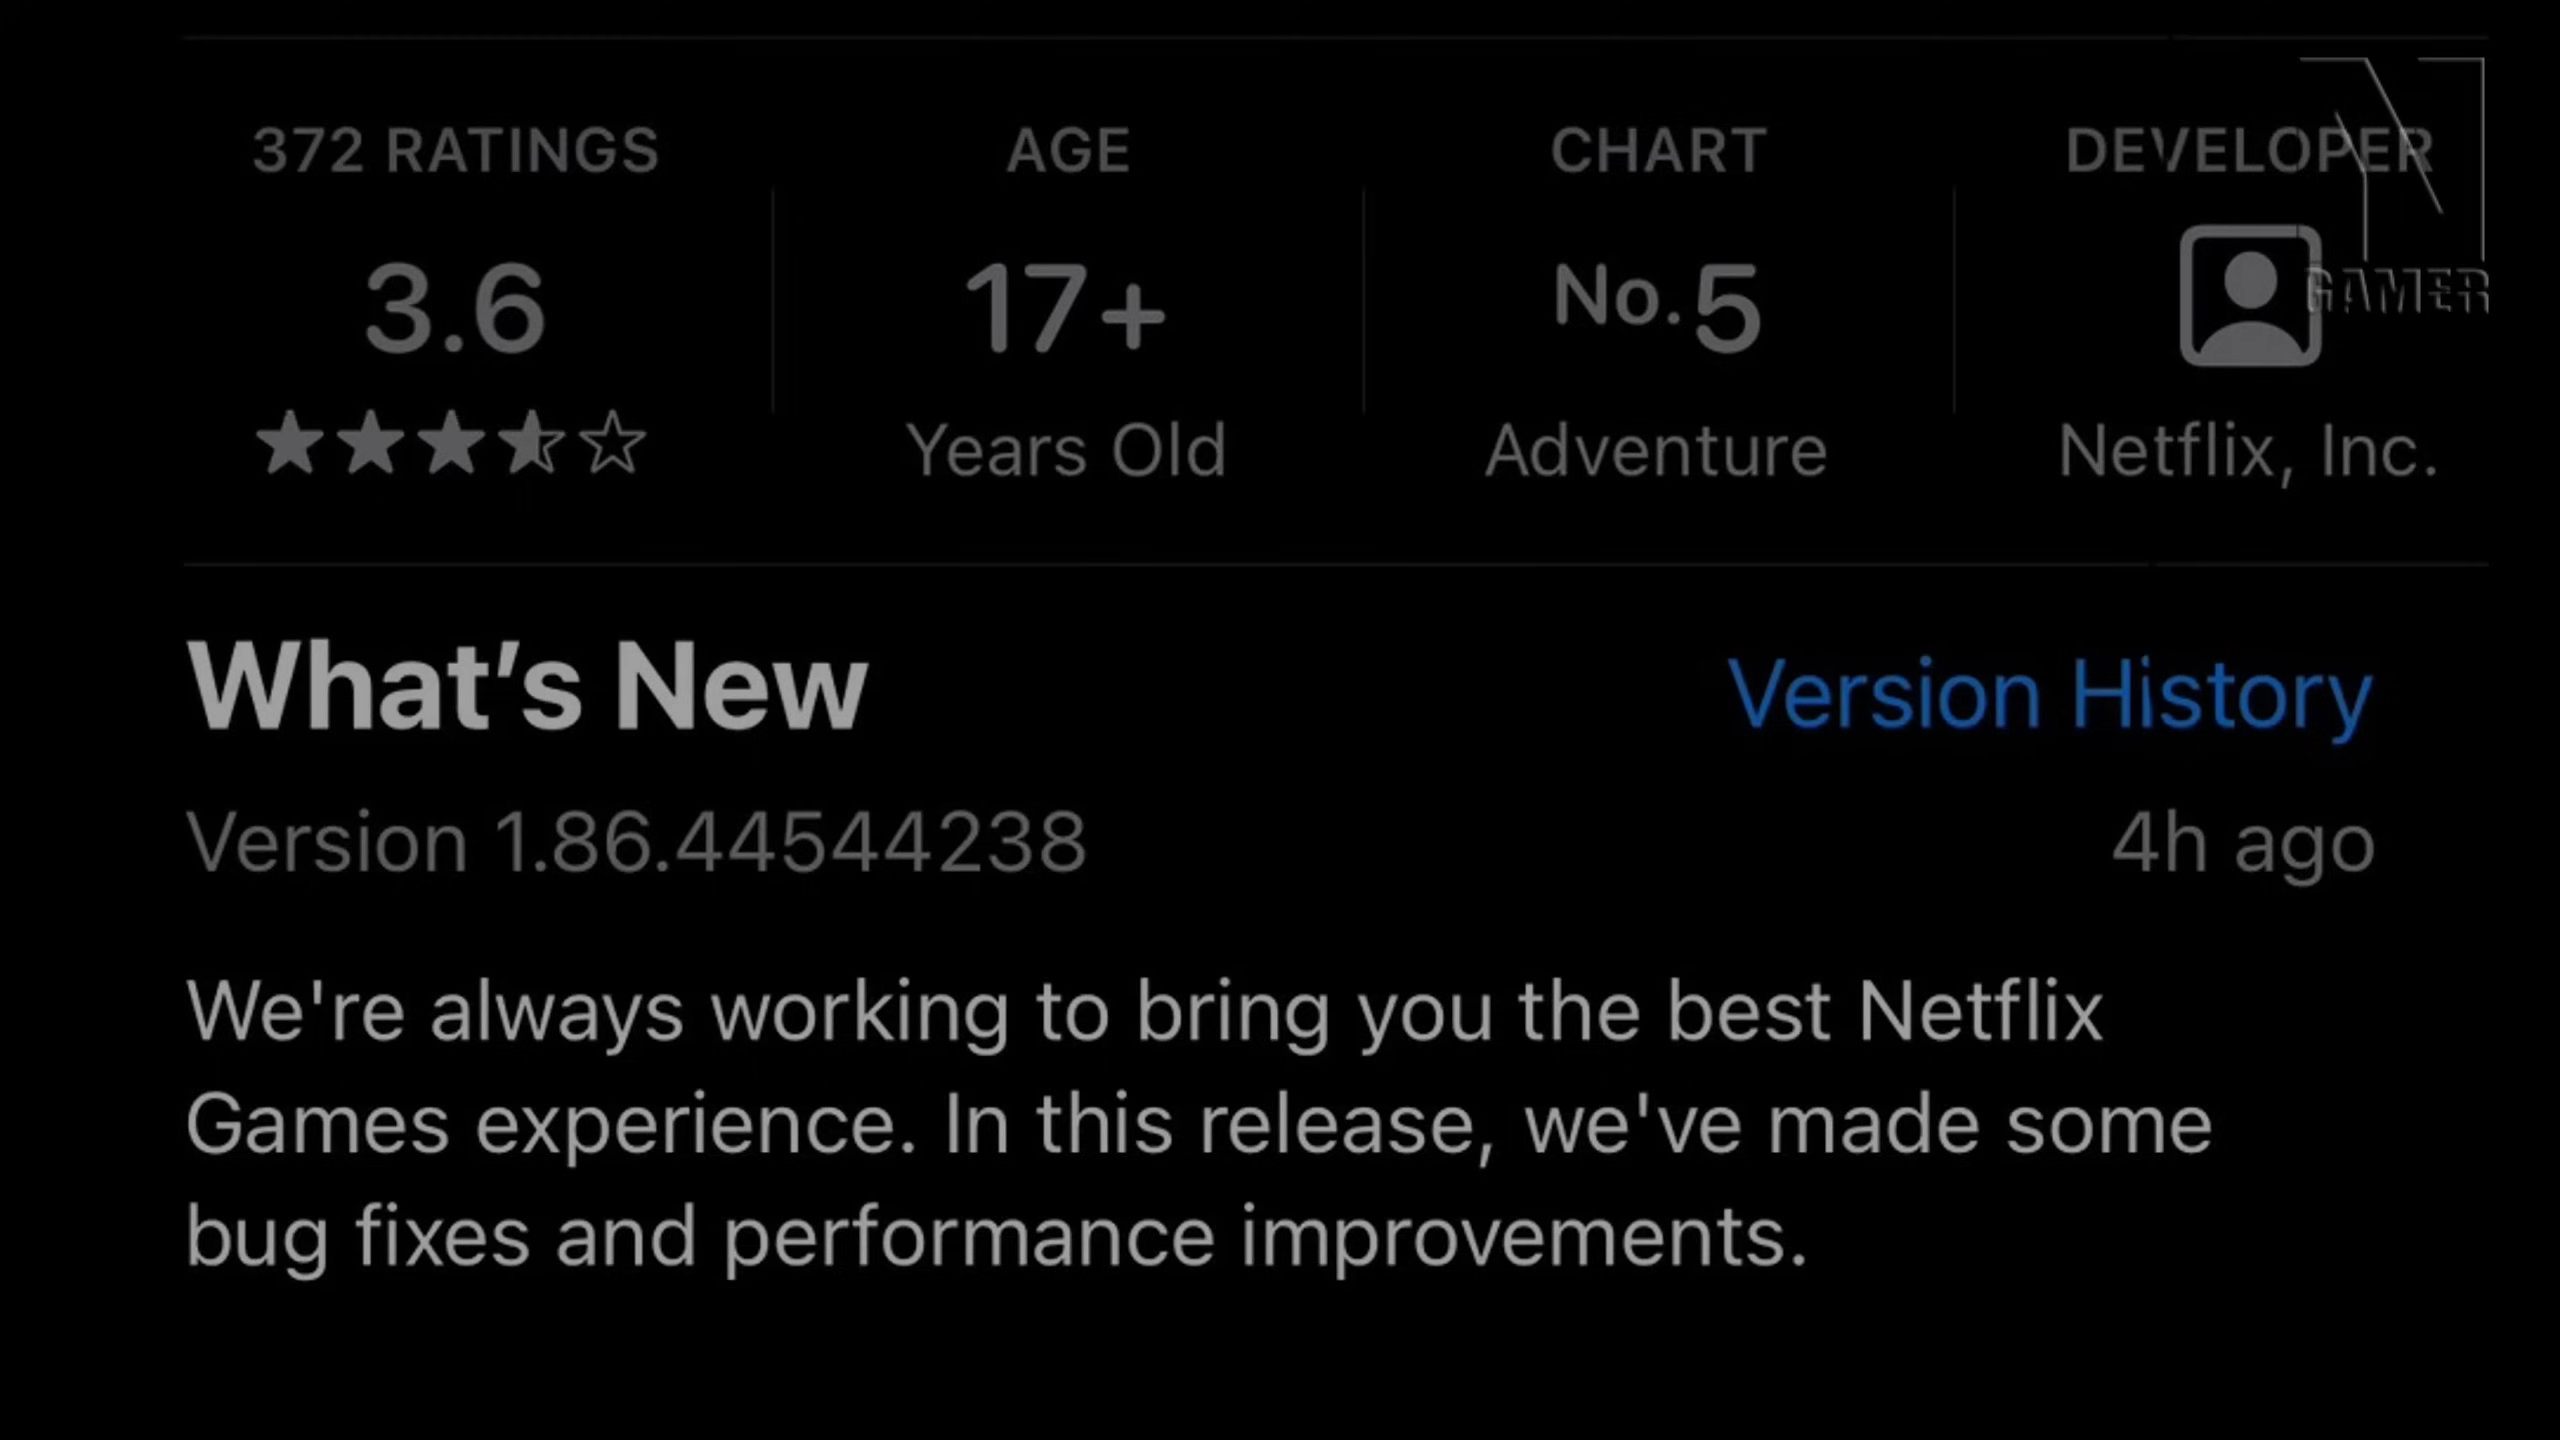 372 RATINGS AGE CHART DEVELOPER
3.6 17+ No.5
Years Old Adventure Netflix, Inc.
What's New Version History
Version 1.86.44544238 4h ago
We're always working to bring you the best Netflix
Games experience. In this release, we've made some
bug fixes and performance improvements.
GAMER